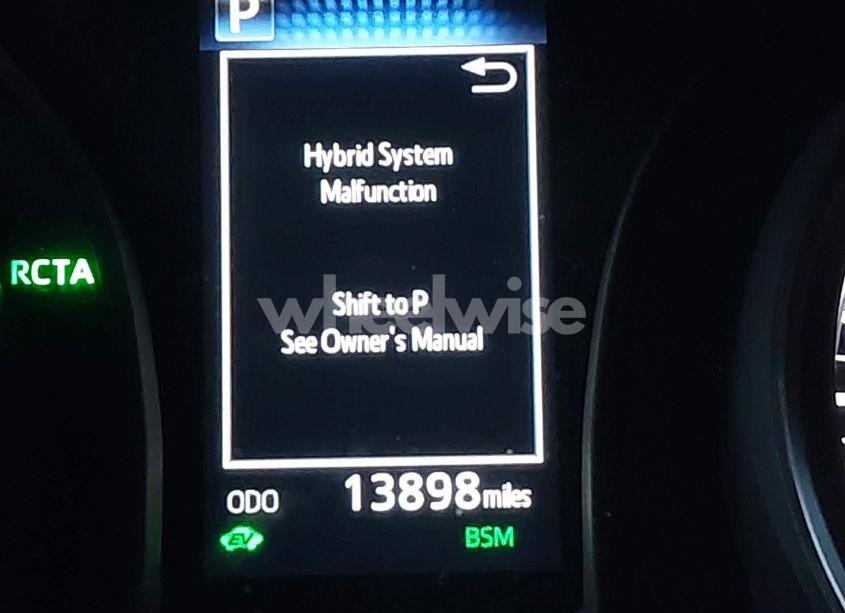 P
Hybrid System
Malfunction
RCTA
Shift to P
See Owner's Manual
wheelwise
ODO 13898 miles
EV
BSM